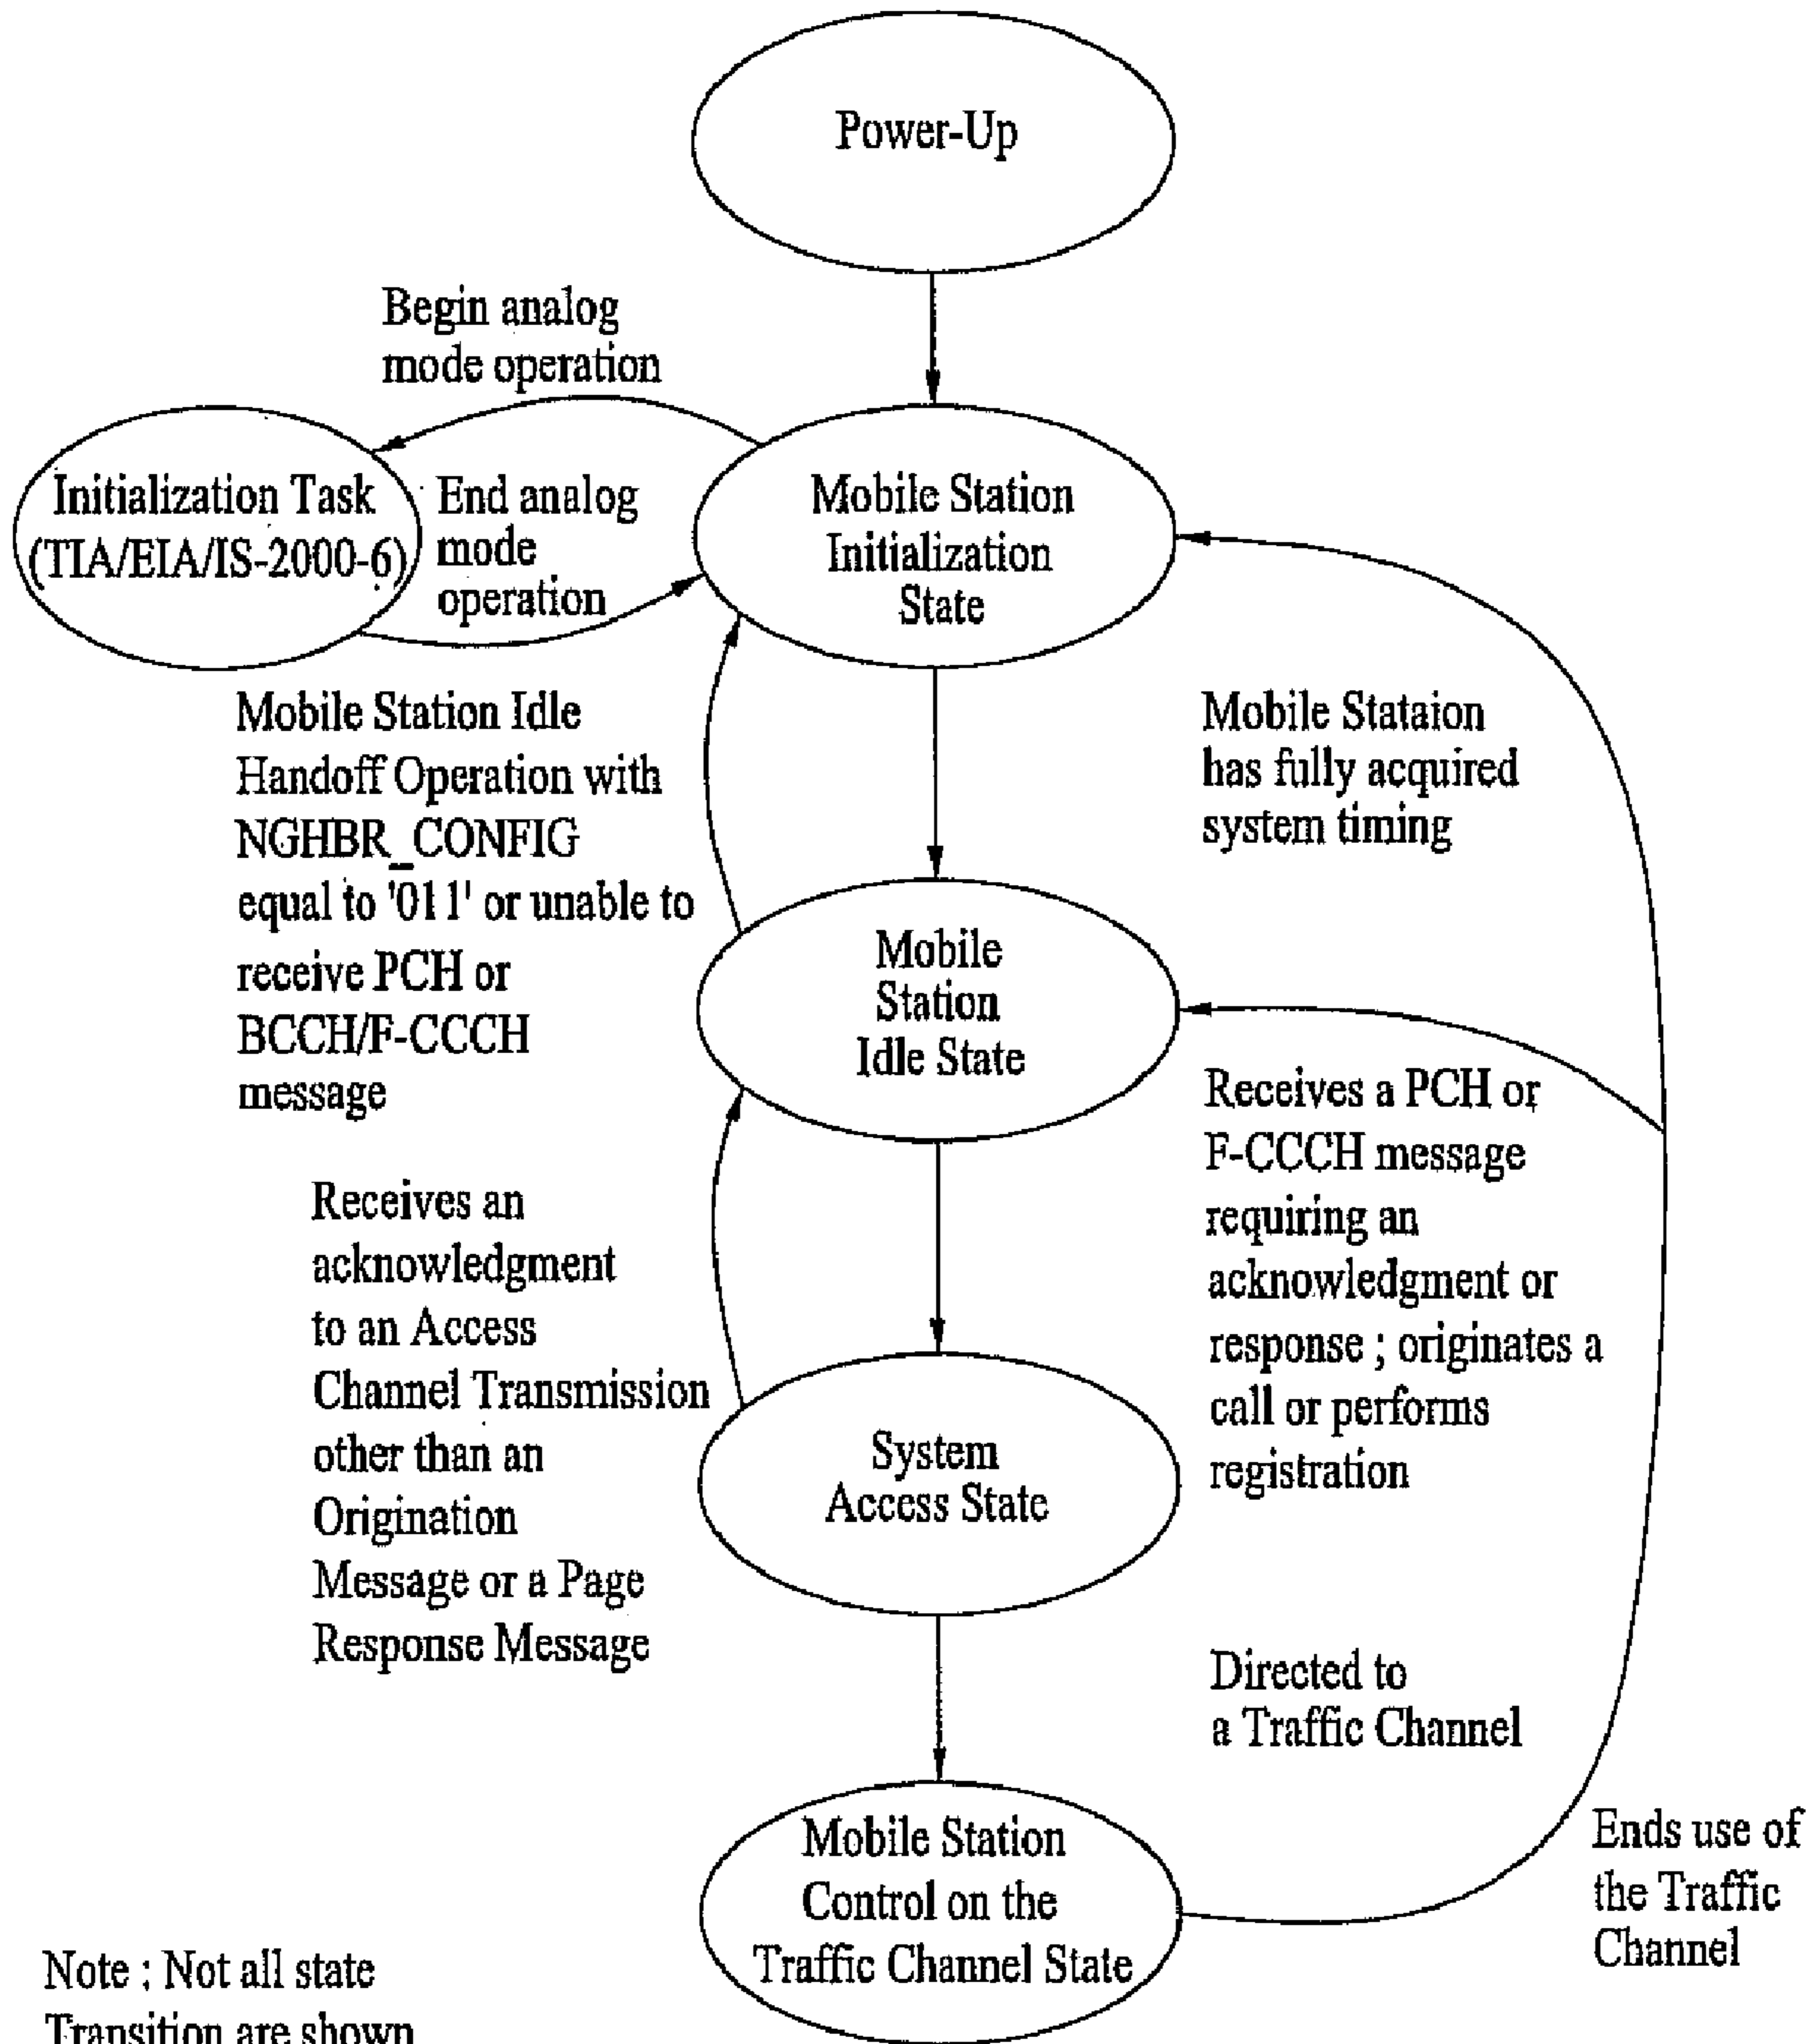 Power-Up
Begin analog
mode operation
Initialization Task
(TIA/EIA/IS-2000-6)
End analog
mode
operation
Mobile Station
Initialization
State
Mobile Station Idle
Handoff Operation with
NGHBR_CONFIG
equal to '011' or unable to
receive PCH or
BCCH/F-CCCH
message
Mobile Stataion
has fully acquired
system timing
Mobile
Station
Idle State
Receives an
acknowledgment
to an Access
Channel Transmission
other than an
Origination
Message or a Page
Response Message
Receives a PCH or
F-CCCH message
requiring an
acknowledgment or
response ; originates a
call or performs
registration
System
Access State
Directed to
a Traffic Channel
Mobile Station
Control on the
Traffic Channel State
Ends use of
the Traffic
Channel
Note ; Not all state
Transition are shown